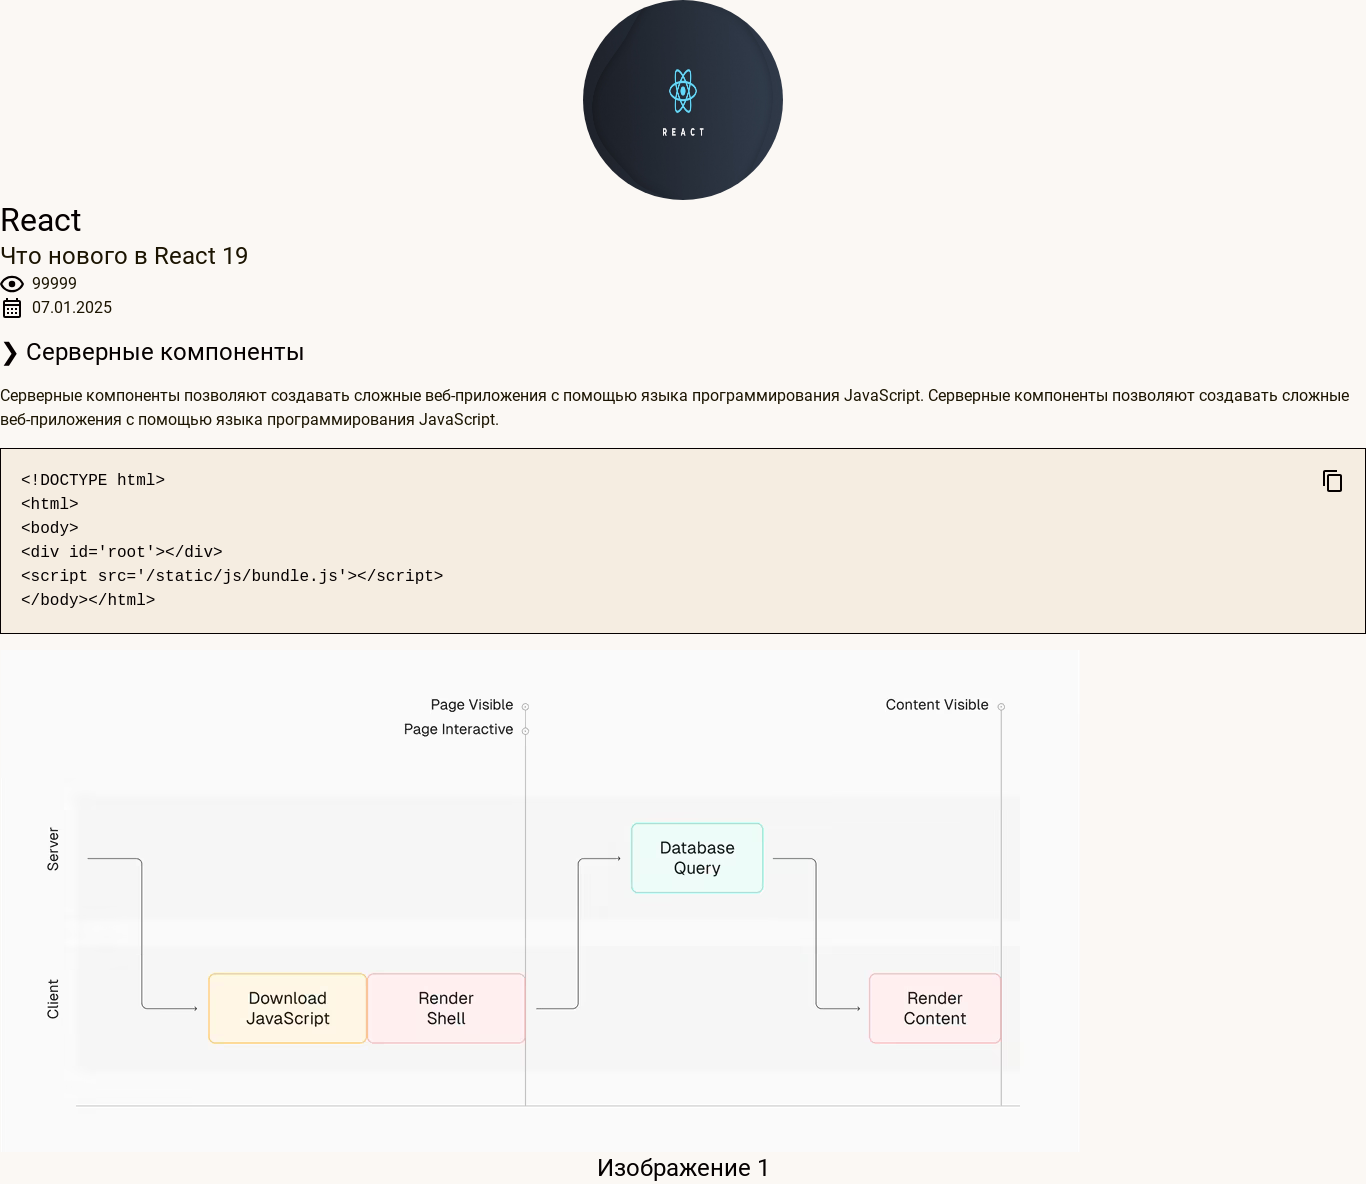 REACT
React
Что нового в React 19
99999
07.01.2025
❯ Серверные компоненты
Серверные компоненты позволяют создавать сложные веб-приложения с помощью языка программирования JavaScript. Серверные компоненты позволяют создавать сложные
веб-приложения с помощью языка программирования JavaScript.
<!DOCTYPE html>
<html>
<body>
<div id='root'></div>
<script src='/static/js/bundle.js'></script>
</body></html>
Page Visible
Page Interactive
Content Visible
Server
Database
Query
Client
Download
JavaScript
Render
Shell
Render
Content
Изображение 1